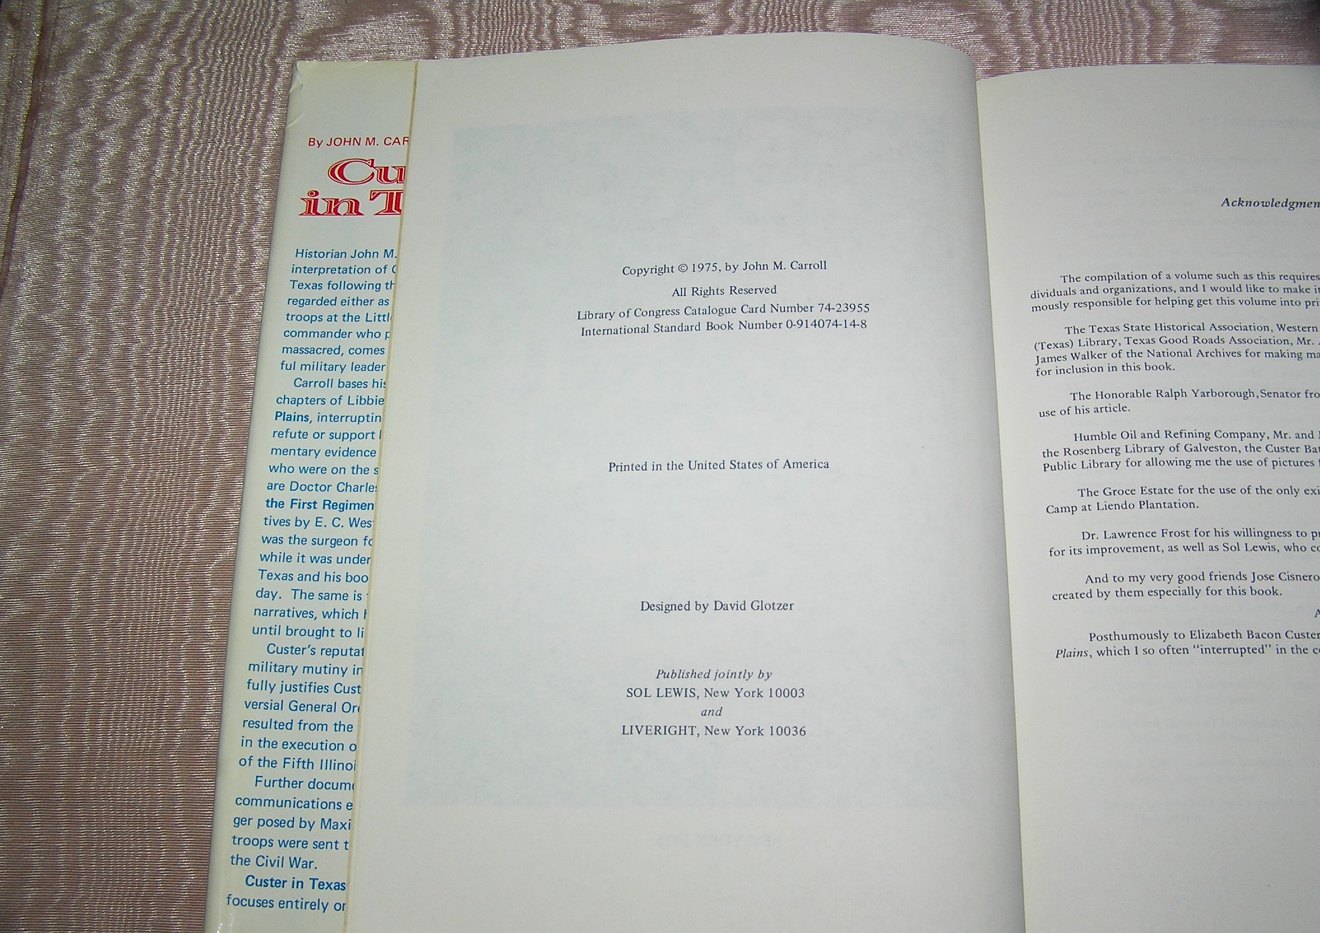 By JOHN M. CAR
Cu
in T
Historian John M.
interpretation of
Texas following th
regarded either as
troops at the Littl
commander who p
massacred, comes
ful military leader
Carroll bases his
chapters of Libbie
Plains, interruptin
refute or support
mentary evidence
who were on the s
are Doctor Charles
the First Regimen
tives by E. C. Wes
was the surgeon fo
while it was under
Texas and his boo
day. The same is
narratives, which
until brought to li
Custer's reputat
military mutiny in
fully justifies Cust
versial General Or
resulted from the
in the execution o
of the Fifth Illinoi
Further docume
communications e
ger posed by Maxi
troops were sent t
the Civil War.
Custer in Texas
focuses entirely on
Copyright © 1975, by John M. Carroll
All Rights Reserved
Library of Congress Catalogue Card Number 74-23955
International Standard Book Number 0-914074-14-8
Printed in the United States of America
Designed by David Glotzer
Published jointly by
SOL LEWIS, New York 10003
and
LIVERIGHT, New York 10036
Acknowledgmen
The compilation of a volume such as this requires
dividuals and organizations, and I would like to make it
mously responsible for helping get this volume into pri
The Texas State Historical Association, Western
(Texas) Library, Texas Good Roads Association, Mr.
James Walker of the National Archives for making ma
for inclusion in this book.
The Honorable Ralph Yarborough, Senator fro
use of his article.
Humble Oil and Refining Company, Mr. and
the Rosenberg Library of Galveston, the Custer Bat
Public Library for allowing me the use of pictures
The Groce Estate for the use of the only exi
Camp at Liendo Plantation.
Dr. Lawrence Frost for his willingness to p
for its improvement, as well as Sol Lewis, who co
And to my very good friends Jose Cisnero
created by them especially for this book.
Posthumously to Elizabeth Bacon Custer
Plains, which I so often "interrupted" in the co